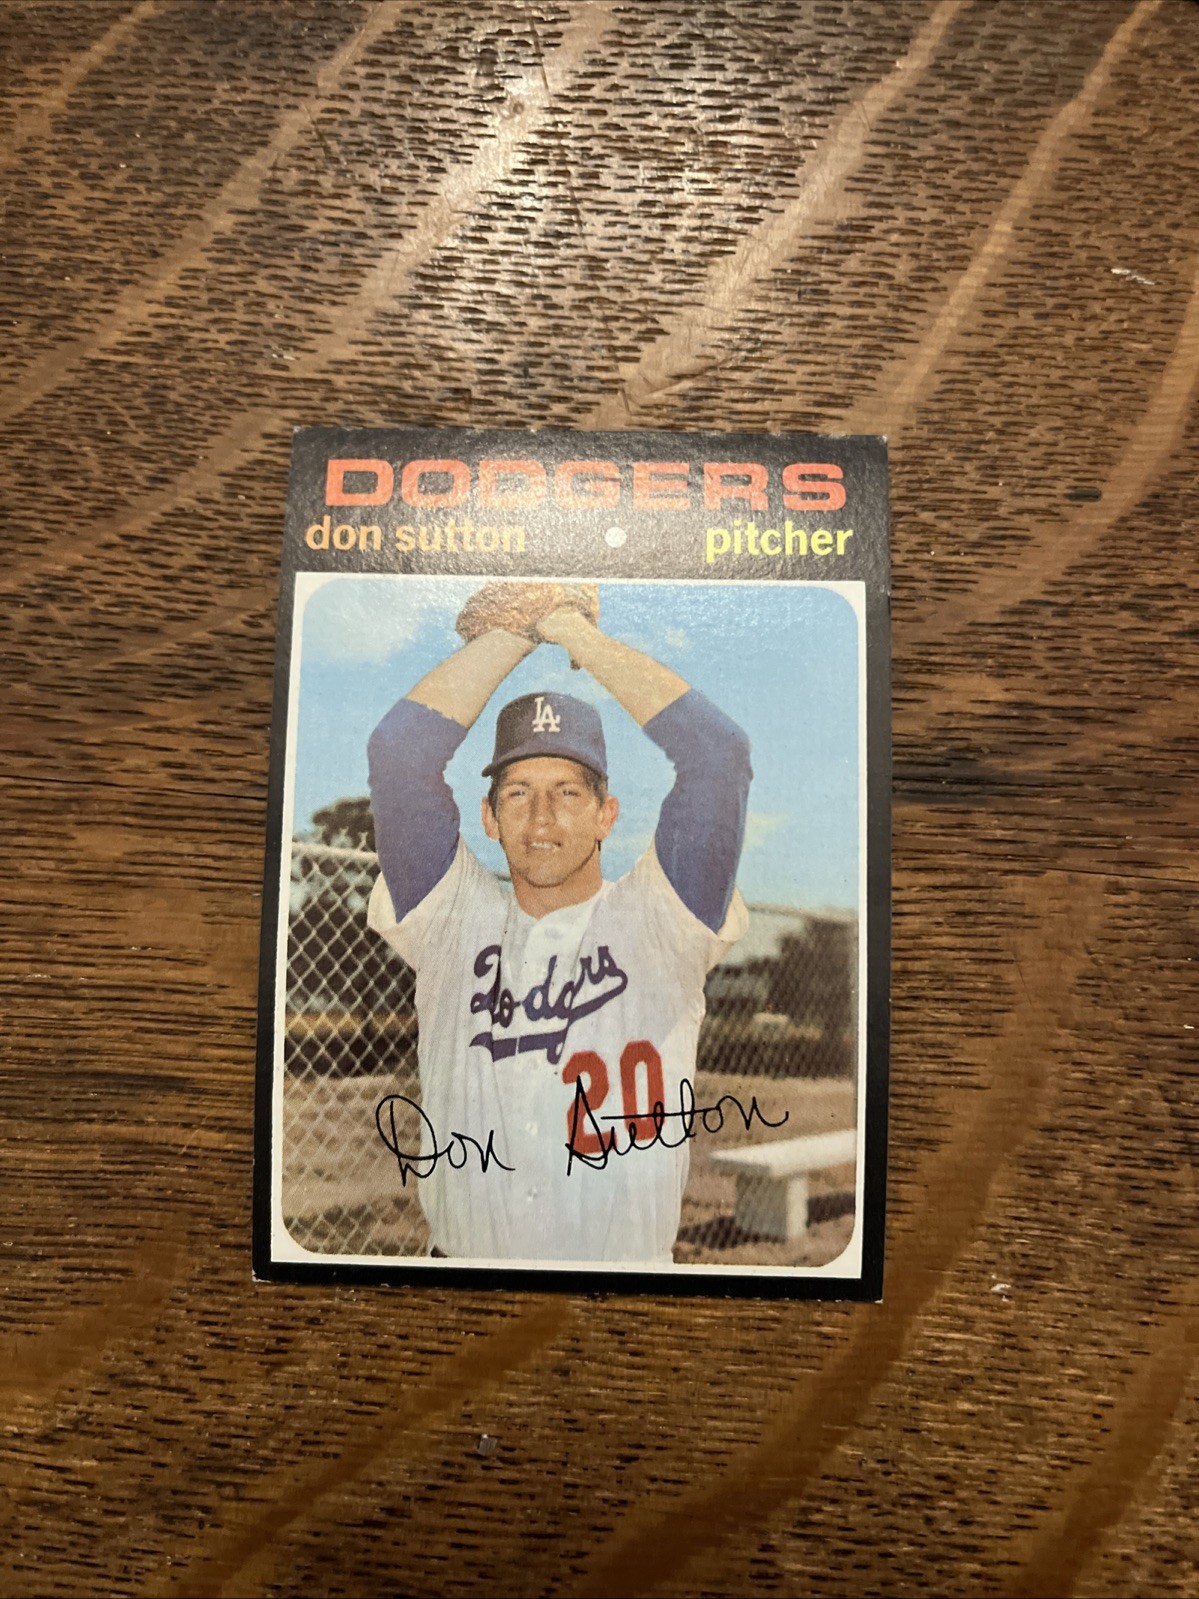 DODGERS
don sutton • pitcher
LA
Dodgers
20
Don Sutton